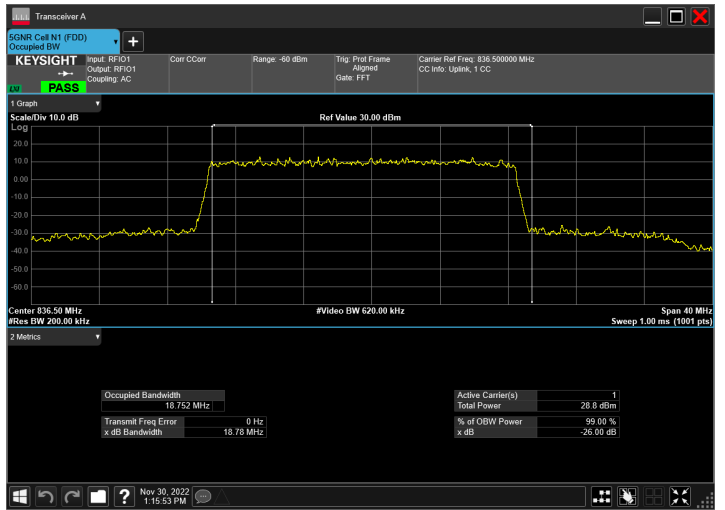 Transceiver A
5GNR Cell N1 (FDD)
Occupied BW
KEYSIGHT
LXI
PASS
Input: RFIO1
Output: RFIO1
Coupling: AC
Corr CCorr
Range: -60 dBm
Trig: Prot Frame
Aligned
Gate: FFT
Carrier Ref Freq: 836.500000 MHz
CC Info: Uplink, 1 CC
1 Graph
Scale/Div 10.0 dB
Ref Value 30.00 dBm
Log
20.0
10.0
0.00
-10.0
-20.0
-30.0
-40.0
-50.0
-60.0
Center 836.50 MHz
#Video BW 620.00 kHz
Span 40 MHz
#Res BW 200.00 kHz
Sweep 1.00 ms (1001 pts)
2 Metrics
Occupied Bandwidth
18.752 MHz
Transmit Freq Error 0 Hz
x dB Bandwidth 18.78 MHz
Active Carrier(s) 1
Total Power 28.8 dBm
% of OBW Power 99.00 %
x dB -26.00 dB
Nov 30, 2022
1:15:53 PM